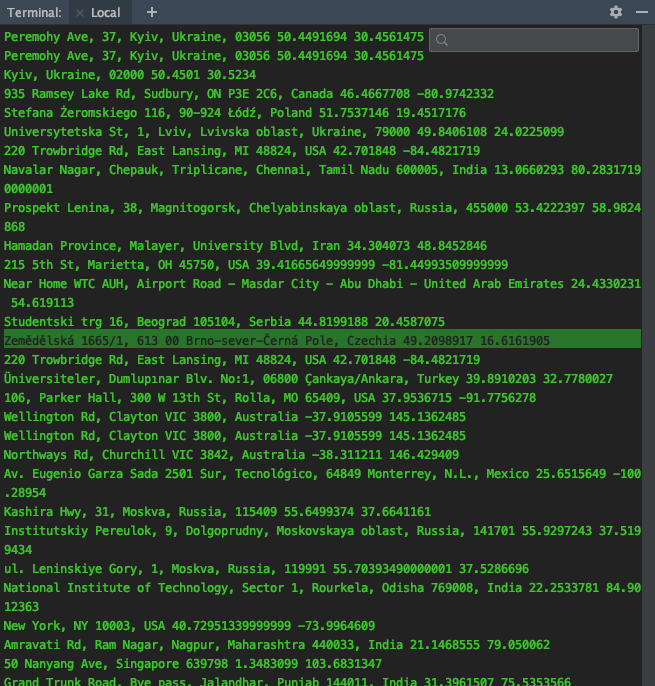 Terminal: × Local +
Peremohy Ave, 37, Kyiv, Ukraine, 03056 50.4491694 30.4561475
Peremohy Ave, 37, Kyiv, Ukraine, 03056 50.4491694 30.4561475
Kyiv, Ukraine, 02000 50.4501 30.5234
935 Ramsey Lake Rd, Sudbury, ON P3E 2C6, Canada 46.4667708 -80.9742332
Stefana Żeromskiego 116, 90-924 Łódź, Poland 51.7537146 19.4517176
Universytetska St, 1, Lviv, Lvivska oblast, Ukraine, 79000 49.8406108 24.0225099
220 Trowbridge Rd, East Lansing, MI 48824, USA 42.701848 -84.4821719
Navalar Nagar, Chepauk, Triplicane, Chennai, Tamil Nadu 600005, India 13.0660293 80.2831719
0000001
Prospekt Lenina, 38, Magnitogorsk, Chelyabinskaya oblast, Russia, 455000 53.4222397 58.9824
868
Hamadan Province, Malayer, University Blvd, Iran 34.304073 48.8452846
215 5th St, Marietta, OH 45750, USA 39.41665649999999 -81.44993509999999
Near Home WTC AUH, Airport Road - Masdar City - Abu Dhabi - United Arab Emirates 24.4330231
54.619113
Studentski trg 16, Beograd 105104, Serbia 44.8199188 20.4587075
Zemědělská 1665/1, 613 00 Brno-sever-Černá Pole, Czechia 49.2098917 16.6161905
220 Trowbridge Rd, East Lansing, MI 48824, USA 42.701848 -84.4821719
Üniversiteler, Dumlupınar Blv. No:1, 06800 Çankaya/Ankara, Turkey 39.8910203 32.7780027
106, Parker Hall, 300 W 13th St, Rolla, MO 65409, USA 37.9536715 -91.7756278
Wellington Rd, Clayton VIC 3800, Australia -37.9105599 145.1362485
Wellington Rd, Clayton VIC 3800, Australia -37.9105599 145.1362485
Northways Rd, Churchill VIC 3842, Australia -38.311211 146.429409
Av. Eugenio Garza Sada 2501 Sur, Tecnológico, 64849 Monterrey, N.L., Mexico 25.6515649 -100
.28954
Kashira Hwy, 31, Moskva, Russia, 115409 55.6499374 37.6641161
Institutskiy Pereulok, 9, Dolgoprudny, Moskovskaya oblast, Russia, 141701 55.9297243 37.519
9434
ul. Leninskiye Gory, 1, Moskva, Russia, 119991 55.70393490000001 37.5286696
National Institute of Technology, Sector 1, Rourkela, Odisha 769008, India 22.2533781 84.90
12363
New York, NY 10003, USA 40.72951339999999 -73.9964609
Amravati Rd, Ram Nagar, Nagpur, Maharashtra 440033, India 21.1468555 79.050062
50 Nanyang Ave, Singapore 639798 1.3483099 103.6831347
Grand Trunk Road, Bye pass, Jalandhar, Punjab 144011, India 31.3961507 75.5353566